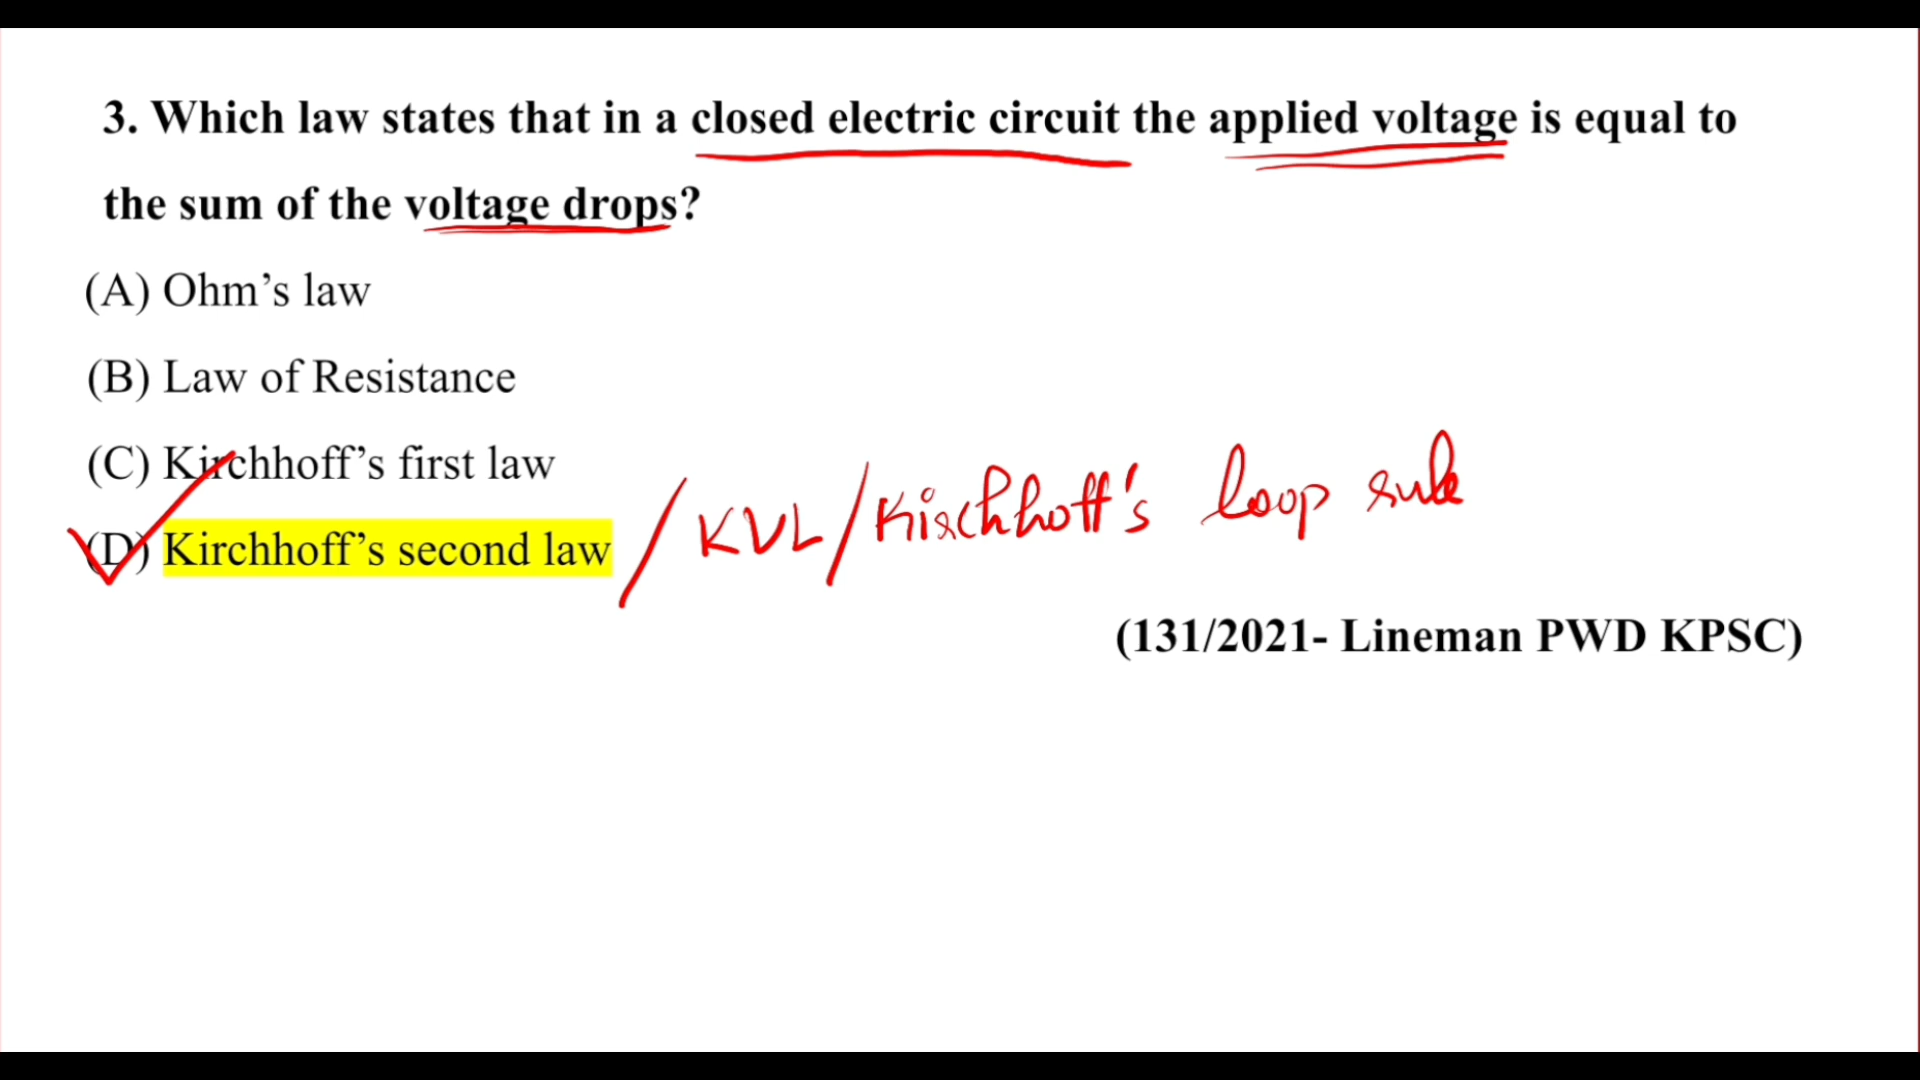 3. Which law states that in a closed electric circuit the applied voltage is equal to
the sum of the voltage drops?
(A) Ohm’s law
(B) Law of Resistance
(C) Kirchhoff’s first law
(D) Kirchhoff’s second law / KVL / Kirchhoff's loop rule
(131/2021- Lineman PWD KPSC)